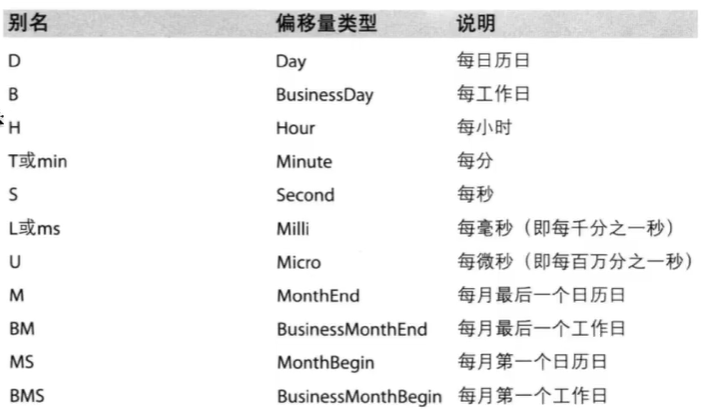 别名 偏移量类型 说明
D Day 每日历日
B BusinessDay 每工作日
H Hour 每小时
T或min Minute 每分
S Second 每秒
L或ms Milli 每毫秒（即每千分之一秒）
U Micro 每微秒（即每百万分之一秒）
M MonthEnd 每月最后一个日历日
BM BusinessMonthEnd 每月最后一个工作日
MS MonthBegin 每月第一个日历日
BMS BusinessMonthBegin 每月第一个工作日